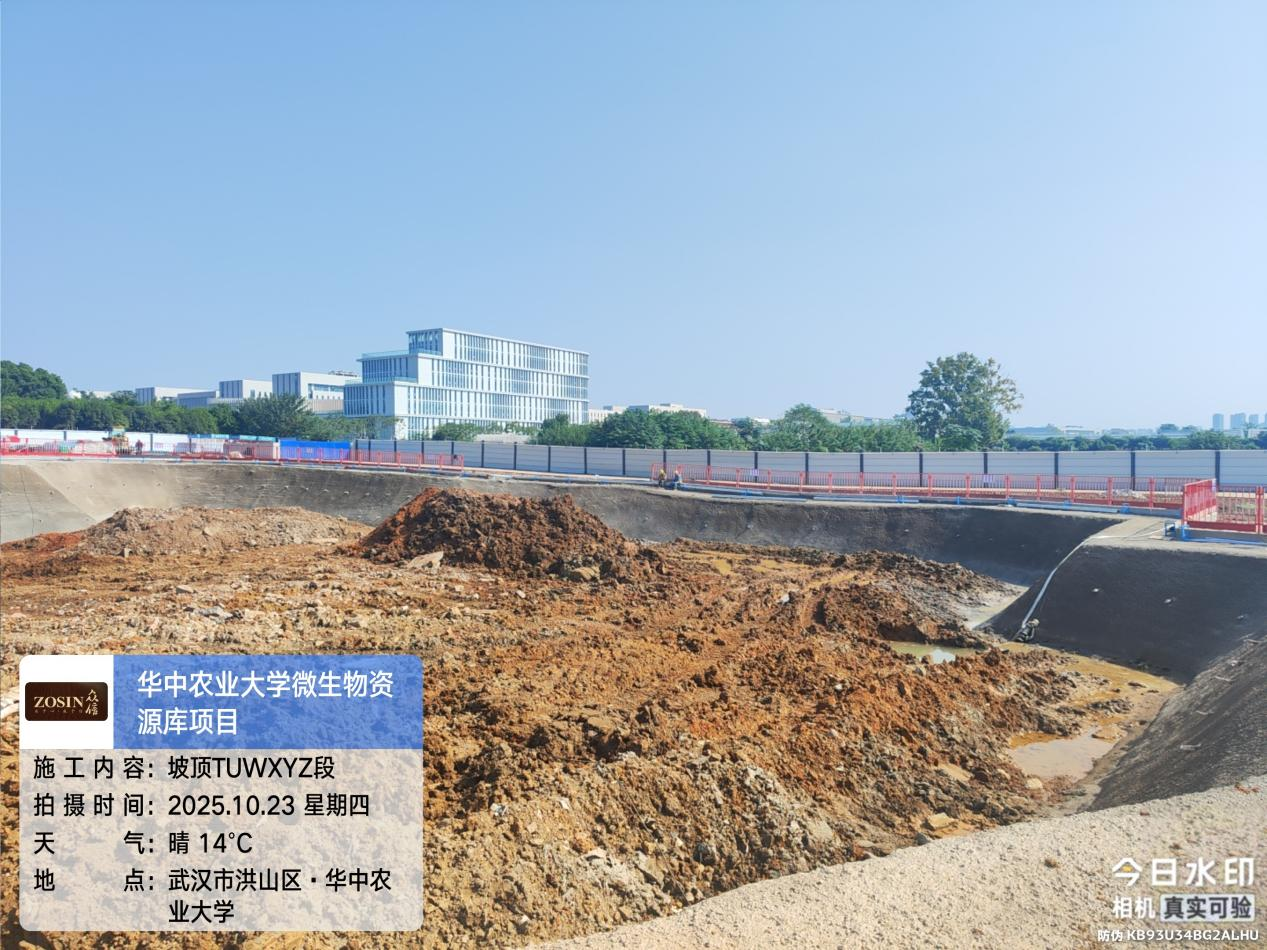 ZOSIN 众信
华中农业大学微生物资
源库项目
施工内容：坡顶TUWXYZ段
拍摄时间：2025.10.23 星期四
天气：晴 14°C
地点：武汉市洪山区·华中农
业大学
今日水印
相机 真实可验
防伪 KB93U34BG2ALHU